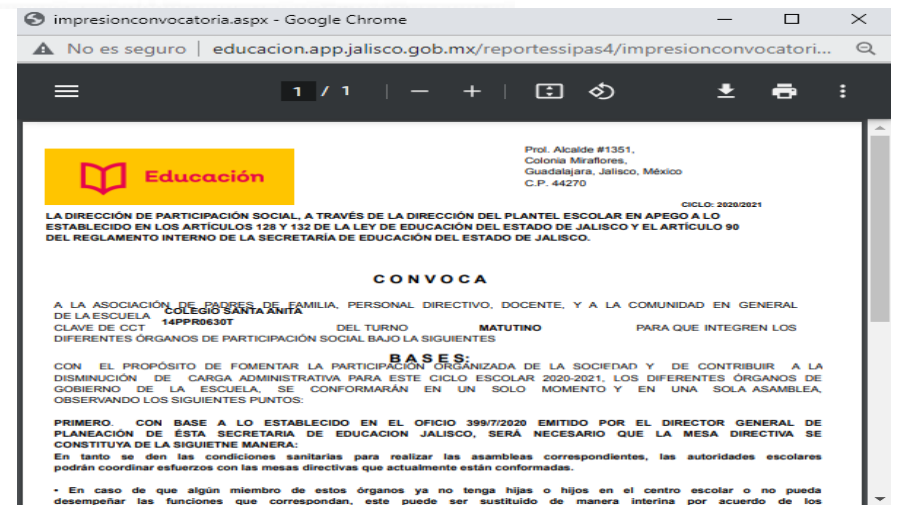 impresionconvocatoria.aspx - Google Chrome
No es seguro | educacion.app.jalisco.gob.mx/reportessipas4/impresionconvocatori...
1 / 1
Educación
Prol. Alcalde #1351,
Colonia Miraflores,
Guadalajara, Jalisco, México
C.P. 44270
CICLO: 2020/2021
LA DIRECCIÓN DE PARTICIPACIÓN SOCIAL, A TRAVÉS DE LA DIRECCIÓN DEL PLANTEL ESCOLAR EN APEGO A LO
ESTABLECIDO EN LOS ARTÍCULOS 128 Y 132 DE LA LEY DE EDUCACIÓN DEL ESTADO DE JALISCO Y EL ARTÍCULO 90
DEL REGLAMENTO INTERNO DE LA SECRETARÍA DE EDUCACIÓN DEL ESTADO DE JALISCO.
CONVOCA
A LA ASOCIACIÓN DE PADRES DE FAMILIA, PERSONAL DIRECTIVO, DOCENTE, Y A LA COMUNIDAD EN GENERAL
DE LA ESCUELA COLEGIO SANTA ANITA
CLAVE DE CCT 14PPR0630T DEL TURNO MATUTINO PARA QUE INTEGREN LOS
DIFERENTES ÓRGANOS DE PARTICIPACIÓN SOCIAL BAJO LA SIGUIENTES
BASES:
CON EL PROPÓSITO DE FOMENTAR LA PARTICIPACIÓN ORGANIZADA DE LA SOCIEDAD Y DE CONTRIBUIR A LA
DISMINUCIÓN DE CARGA ADMINISTRATIVA PARA ESTE CICLO ESCOLAR 2020-2021, LOS DIFERENTES ÓRGANOS DE
GOBIERNO DE LA ESCUELA, SE CONFORMARÁN EN UN SOLO MOMENTO Y EN UNA SOLA ASAMBLEA,
OBSERVANDO LOS SIGUIENTES PUNTOS:
PRIMERO. CON BASE A LO ESTABLECIDO EN EL OFICIO 399/7/2020 EMITIDO POR EL DIRECTOR GENERAL DE
PLANEACIÓN DE ÉSTA SECRETARIA DE EDUCACION JALISCO, SERÁ NECESARIO QUE LA MESA DIRECTIVA SE
CONSTITUYA DE LA SIGUIETNE MANERA:
En tanto se den las condiciones sanitarias para realizar las asambleas correspondientes, las autoridades escolares
podrán coordinar esfuerzos con las mesas directivas que actualmente están conformadas.
• En caso de que algún miembro de estos órganos ya no tenga hijas o hijos en el centro escolar o no pueda
desempeñar las funciones que correspondan, este puede ser sustituido de manera interina por acuerdo de los